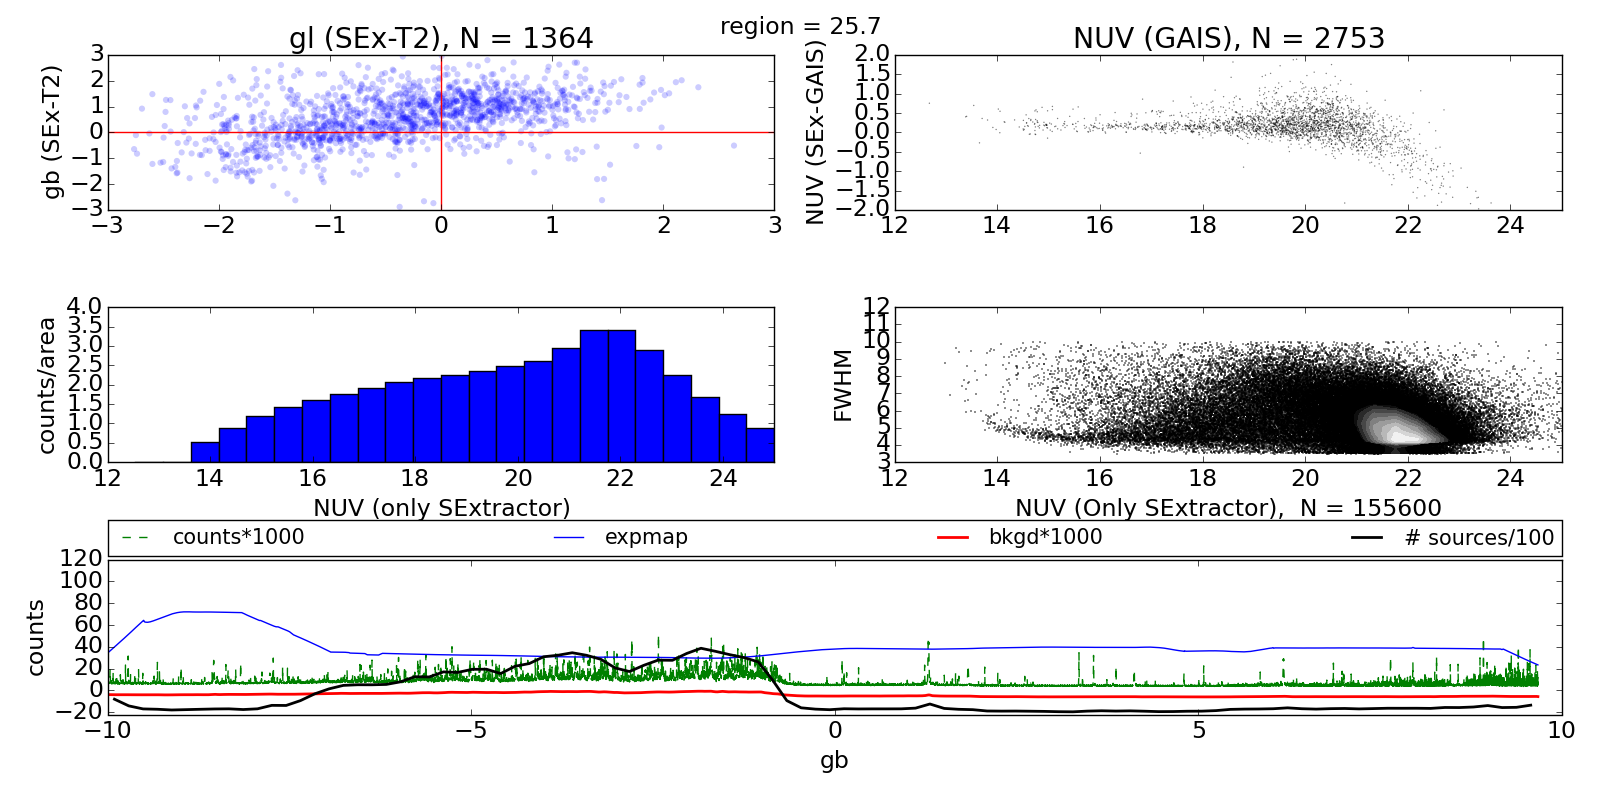 region = 25.7
gl (SEx-T2), N = 1364
gb (SEx-T2)
3
2
1
0
−1
−2
−3
−3 −2 −1 0 1 2 3
NUV (GAIS), N = 2753
NUV (SEx-GAIS)
2.0
1.5
1.0
0.5
0.0
−0.5
−1.0
−1.5
−2.0
12 14 16 18 20 22 24
counts/area
4.0
3.5
3.0
2.5
2.0
1.5
1.0
0.5
0.0
12 14 16 18 20 22 24
NUV (only SExtractor)
FWHM
12
11
10
9
8
7
6
5
4
3
12 14 16 18 20 22 24
NUV (Only SExtractor), N = 155600
counts*1000 expmap bkgd*1000 # sources/100
counts
120
100
80
60
40
20
0
−20
−10 −5 0 5 10
gb